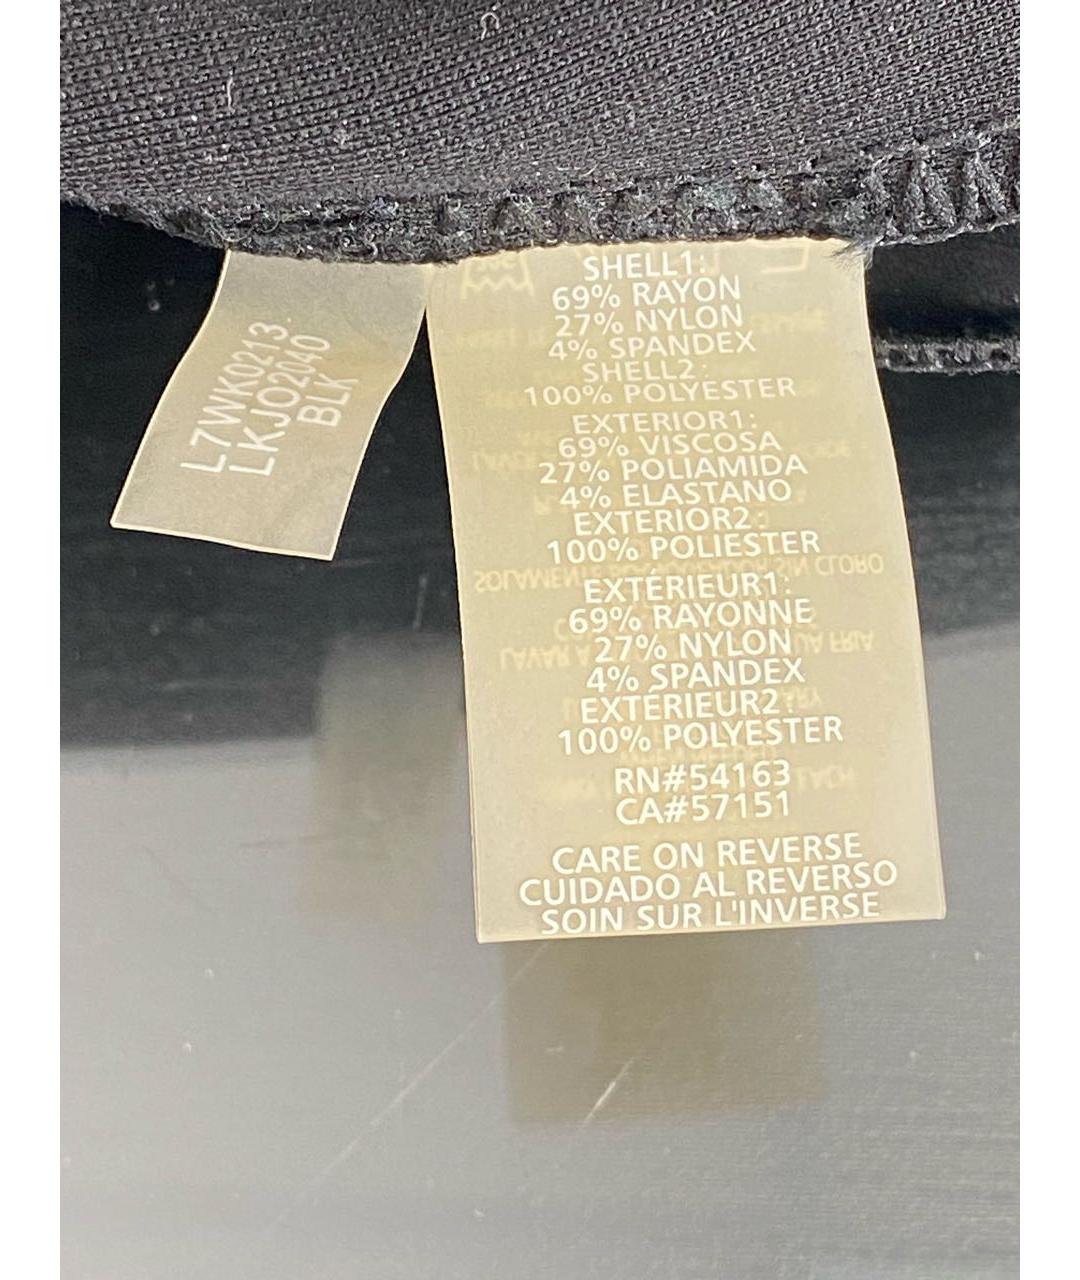 L7WK0213
LKJO2040
BLK
SHELL1:
69% RAYON
27% NYLON
4% SPANDEX
SHELL2:
100% POLYESTER
EXTERIOR1:
69% VISCOSA
27% POLIAMIDA
4% ELASTANO
EXTERIOR2:
100% POLIESTER
EXTÉRIEUR1:
69% RAYONNE
27% NYLON
4% SPANDEX
EXTÉRIEUR2:
100% POLYESTER
RN#54163
CA#57151
CARE ON REVERSE
CUIDADO AL REVERSO
SOIN SUR L'INVERSE